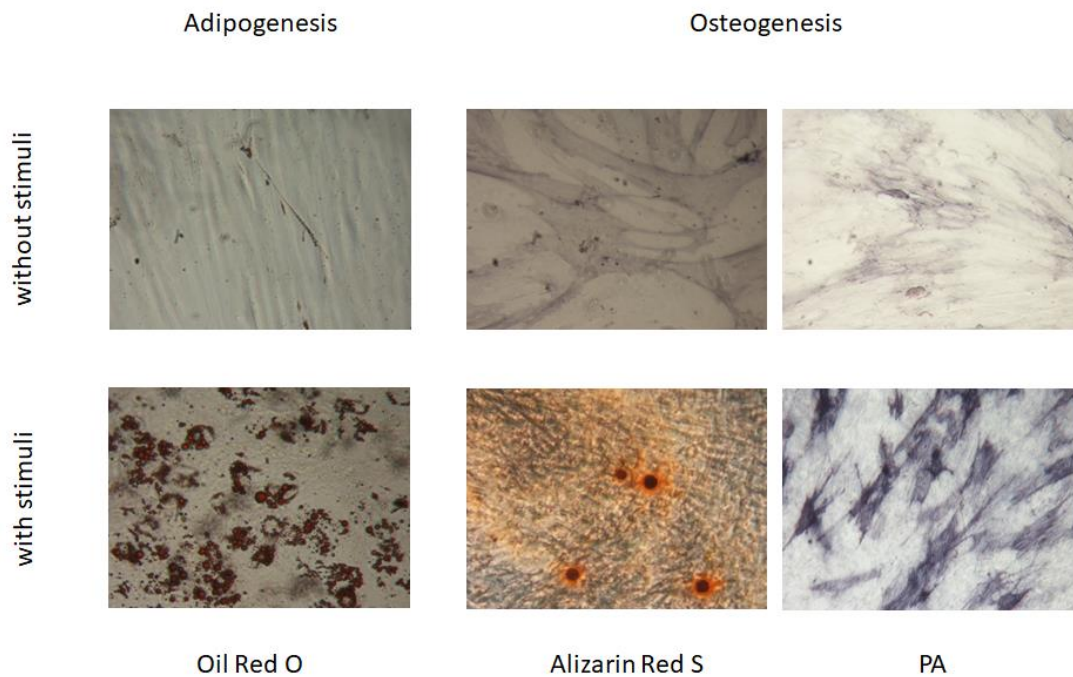 Adipogenesis
Osteogenesis
without stimuli
with stimuli
Oil Red O
Alizarin Red S
PA